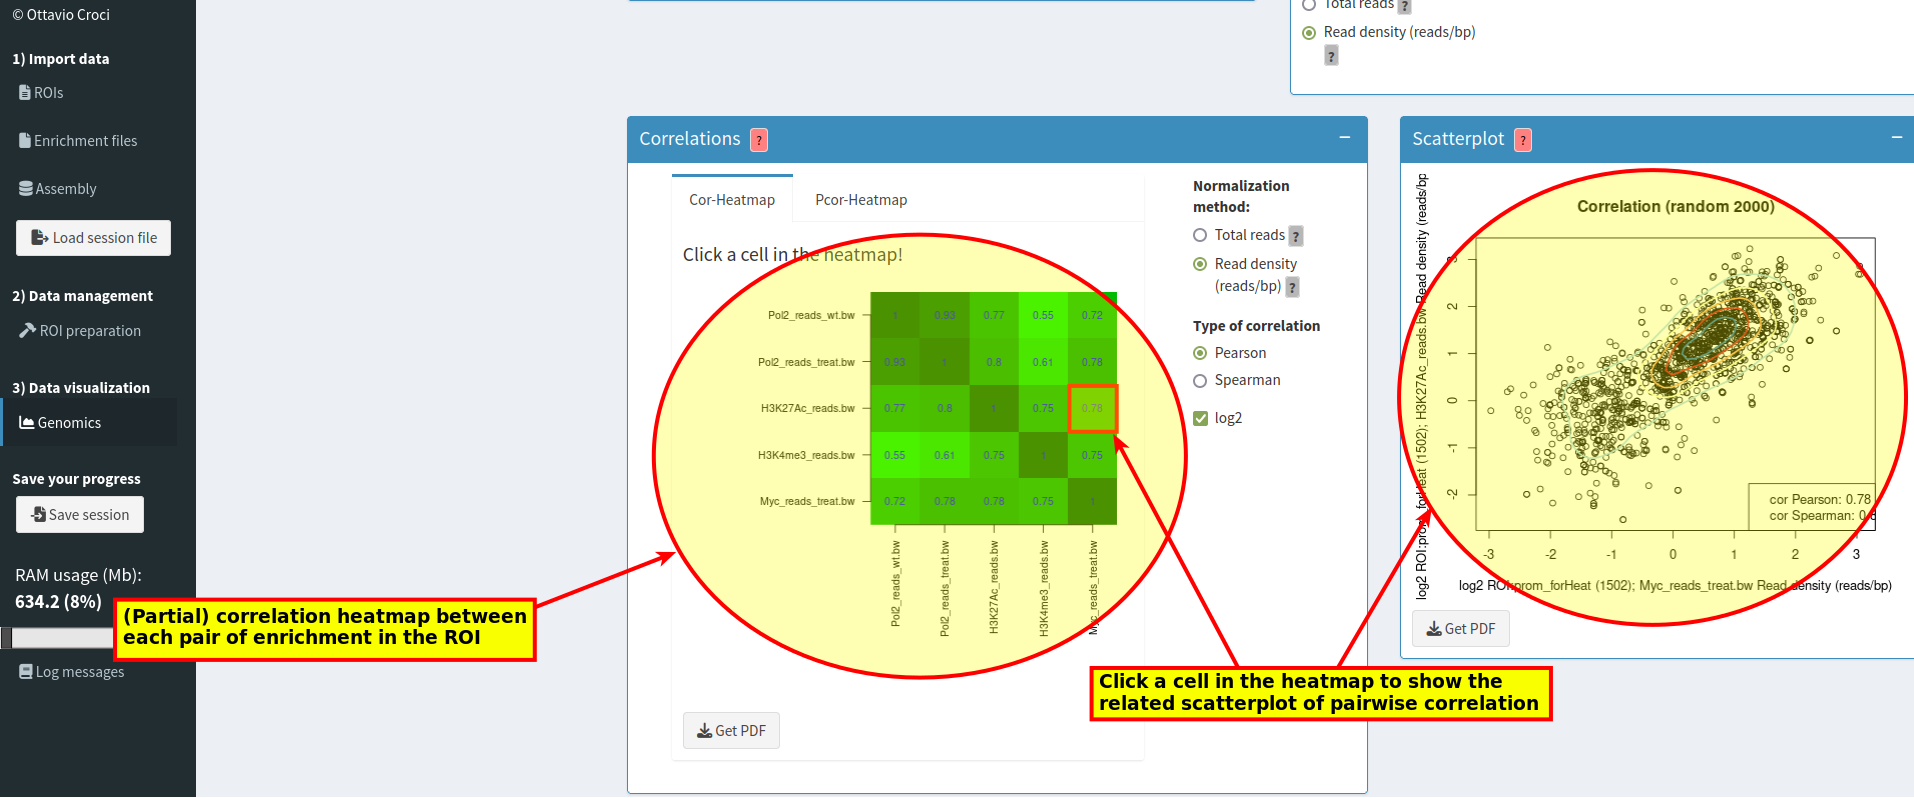 © Ottavio Croci
1) Import data
ROIs
Enrichment files
Assembly
Load session file
2) Data management
ROI preparation
3) Data visualization
Genomics
Save your progress
Save session
RAM usage (Mb):
634.2 (8%)
Log messages
(Partial) correlation heatmap between
each pair of enrichment in the ROI
Total reads ?
Read density (reads/bp)
?
Correlations ?
Cor-Heatmap Pcor-Heatmap
Click a cell in the heatmap!
Pol2_reads_wt.bw 1 0.93 0.77 0.55 0.72
Pol2_reads_treat.bw 0.93 1 0.8 0.61 0.78
H3K27Ac_reads.bw 0.77 0.8 1 0.75 0.78
H3K4me3_reads.bw 0.55 0.61 0.75 1 0.75
Myc_reads_treat.bw 0.72 0.78 0.78 0.75 1
Pol2_reads_wt.bw
Pol2_reads_treat.bw
H3K27Ac_reads.bw
H3K4me3_reads.bw
Myc_reads_treat.bw
Get PDF
Normalization
method:
Total reads ?
Read density
(reads/bp) ?
Type of correlation
Pearson
Spearman
log2
Click a cell in the heatmap to show the
related scatterplot of pairwise correlation
Scatterplot ?
Correlation (random 2000)
log2 ROI:prom_forHeat (1502); H3K27Ac_reads.bw Read density (reads/bp
3
2
1
0
-1
-2
cor Pearson: 0.78
cor Spearman: 0.8
-3 -2 -1 0 1 2 3
log2 ROI:prom_forHeat (1502); Myc_reads_treat.bw Read density (reads/bp)
Get PDF